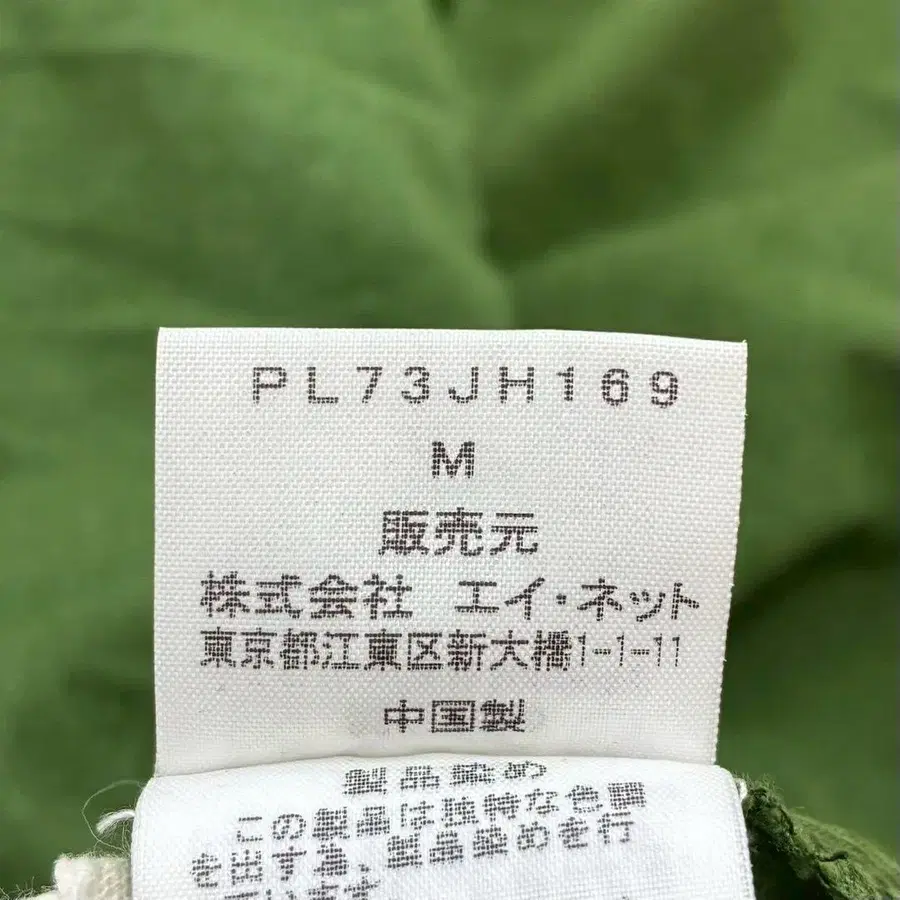 PL73JH169
M
販売元
株式会社 エイ・ネット
東京都江東区新大橋1-1-11
中国製
製品染め
この製品は独特な色調
を出す為、製品染めを行